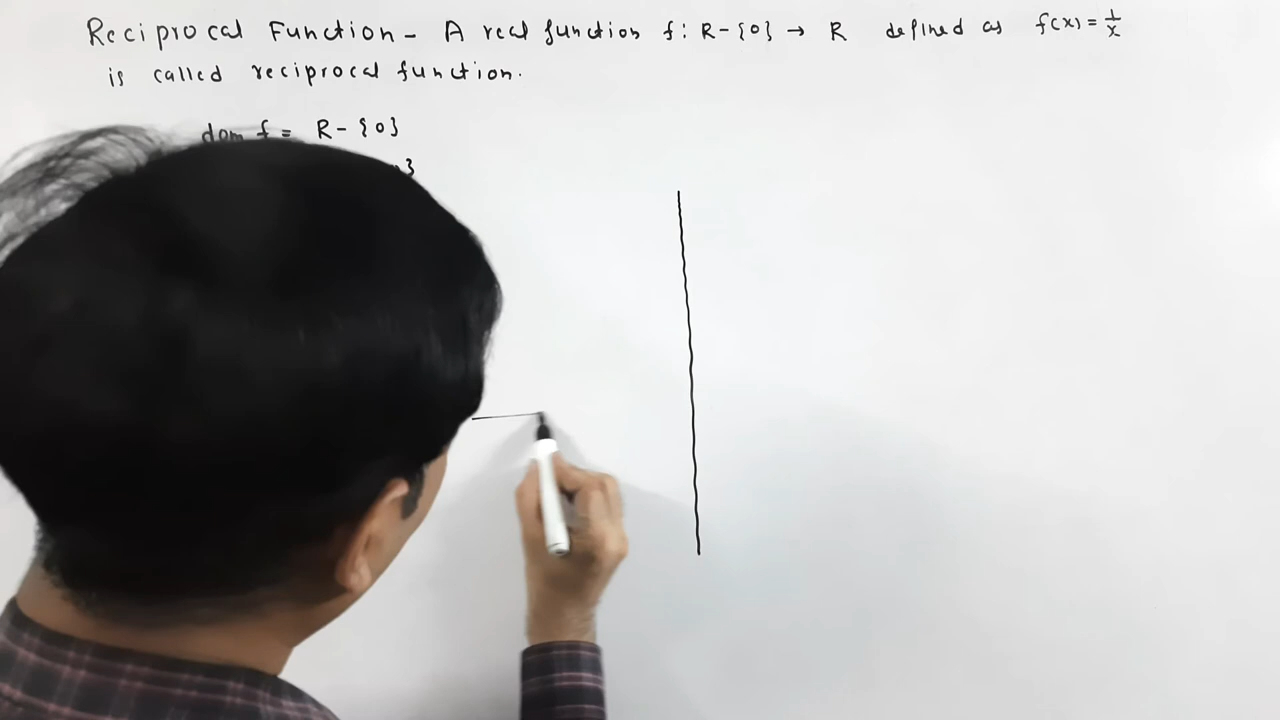 Reciprocal Function - A real function f: R-{0} → R defined as f(x) = 1/x
is called reciprocal function.
dom f = R-{0}
}